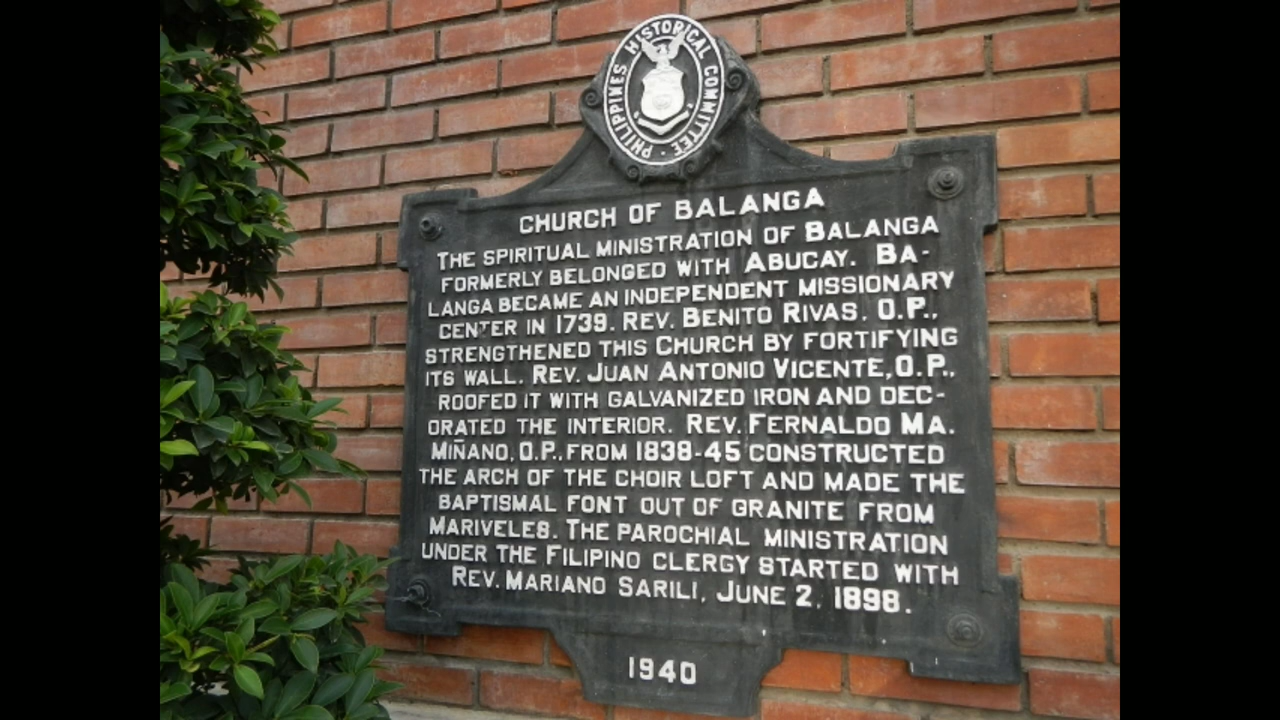 PHILIPPINES HISTORICAL COMMITTEE
CHURCH OF BALANGA
THE SPIRITUAL MINISTRATION OF BALANGA
FORMERLY BELONGED WITH ABUCAY. BA-
LANGA BECAME AN INDEPENDENT MISSIONARY
CENTER IN 1739. REV. BENITO RIVAS, O.P.,
STRENGTHENED THIS CHURCH BY FORTIFYING
ITS WALL. REV. JUAN ANTONIO VICENTE, O.P.,
ROOFED IT WITH GALVANIZED IRON AND DEC-
ORATED THE INTERIOR. REV. FERNALDO MA.
MIÑANO, O.P., FROM 1838-45 CONSTRUCTED
THE ARCH OF THE CHOIR LOFT AND MADE THE
BAPTISMAL FONT OUT OF GRANITE FROM
MARIVELES. THE PAROCHIAL MINISTRATION
UNDER THE FILIPINO CLERGY STARTED WITH
REV. MARIANO SARILI, JUNE 2, 1898.
1940